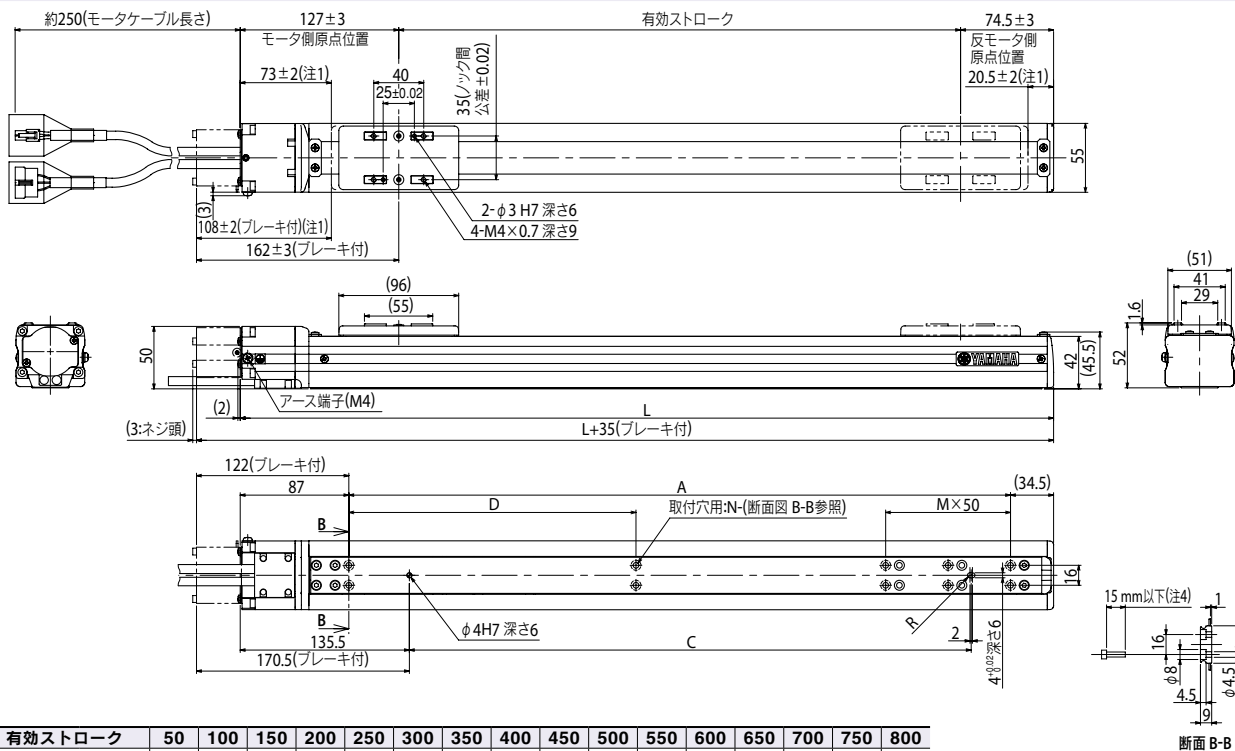 約250(モータケーブル長さ)
127±3
モータ側原点位置
有効ストローク
74.5±3
反モータ側
原点位置
73±2(注1)
40
25±0.02
35(ノック間
公差±0.02)
20.5±2(注1)
55
(3)
108±2(ブレーキ付)(注1)
162±3(ブレーキ付)
2-φ3 H7 深さ6
4-M4×0.7 深さ9
(96)
(55)
(51)
41
29
1.6
52
50
YAMAHA
42
(45.5)
アース端子(M4)
(2)
L
(3:ネジ頭)
L+35(ブレーキ付)
122(ブレーキ付)
87
A
(34.5)
D
取付穴用:N-(断面図 B-B参照)
M×50
B
16
B
φ4H7 深さ6
135.5
170.5(ブレーキ付)
C
R
2
4+0.02 0 深さ6
15 mm以下(注4)
1
16
φ8
φ4.5
4.5
9
断面 B-B
有効ストローク 50 100 150 200 250 300 350 400 450 500 550 600 650 700 750 800